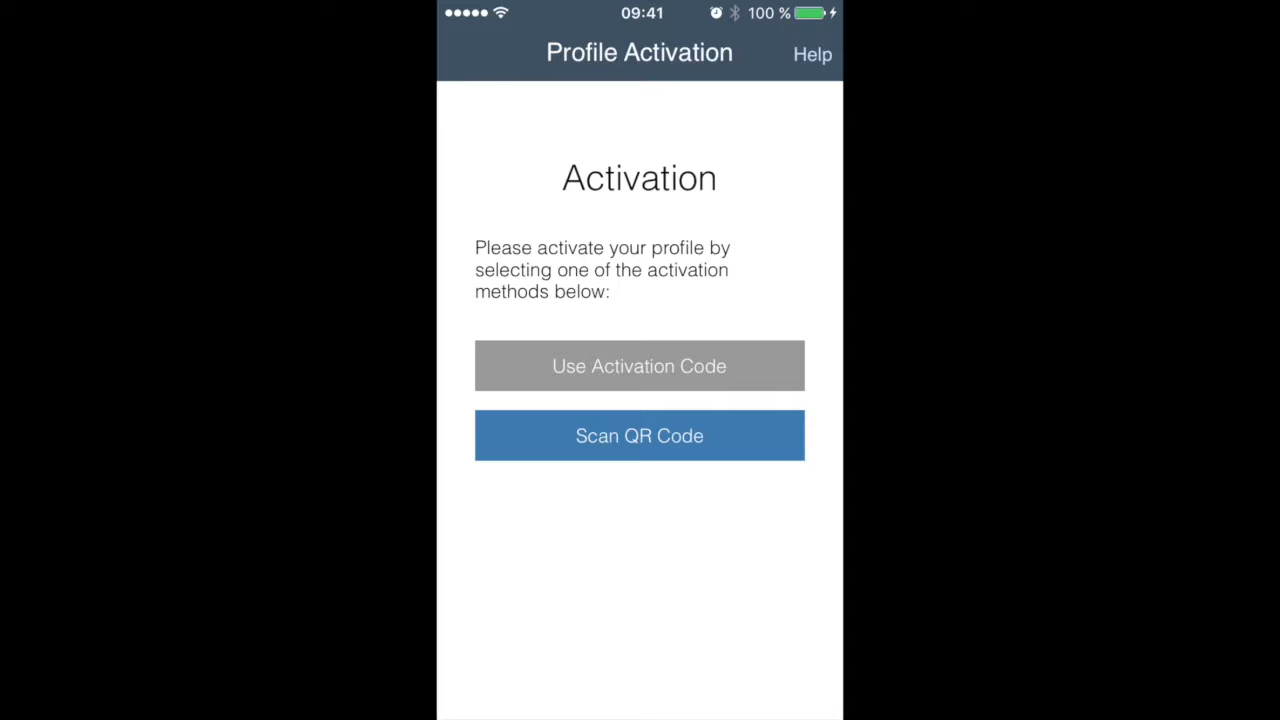 09:41
100 %
Profile Activation
Help
Activation
Please activate your profile by
selecting one of the activation
methods below:
Use Activation Code
Scan QR Code